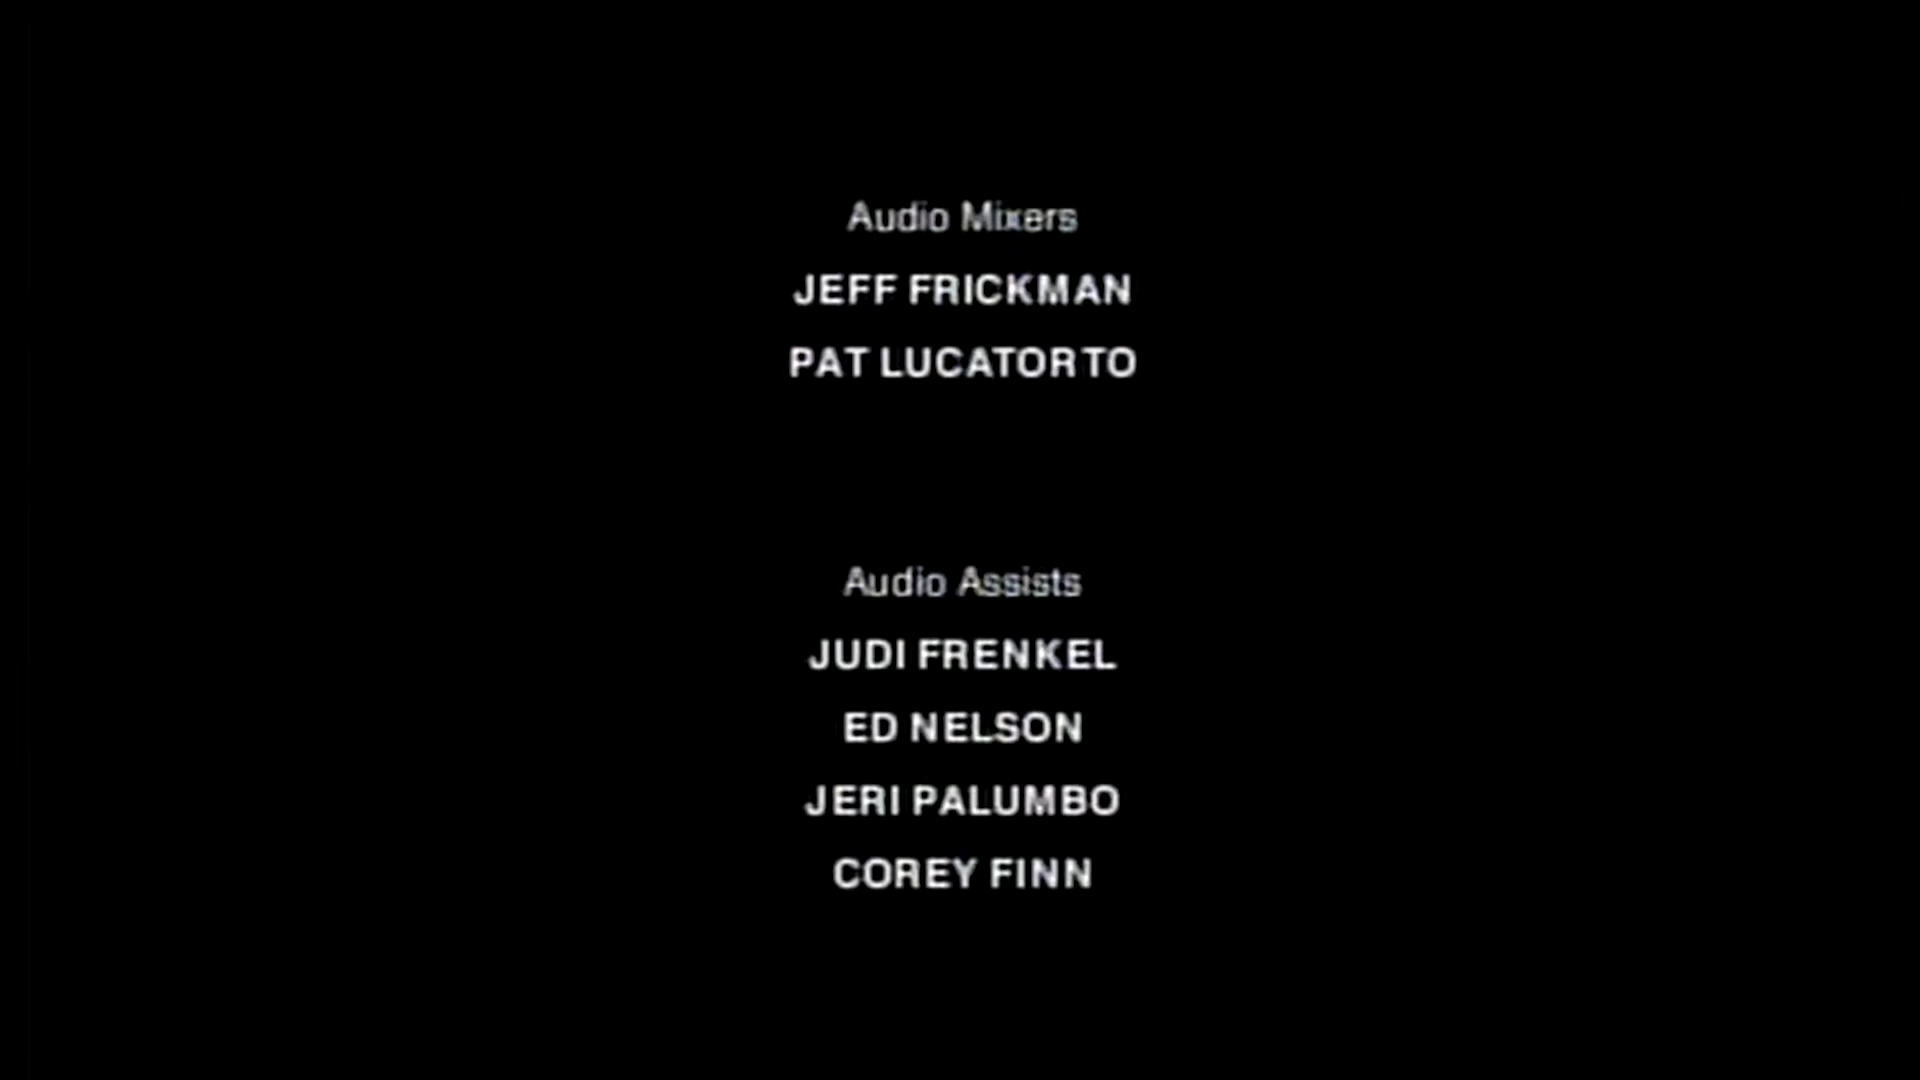 Audio Mixers
JEFF FRICKMAN
PAT LUCATORTO
Audio Assists
JUDI FRENKEL
ED NELSON
JERI PALUMBO
COREY FINN